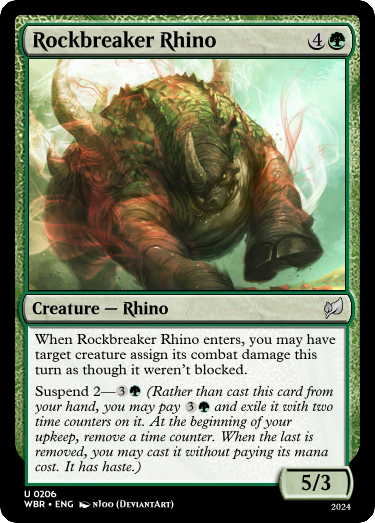 Rockbreaker Rhino 4
Creature — Rhino
When Rockbreaker Rhino enters, you may have
target creature assign its combat damage this
turn as though it weren't blocked.
Suspend 2—3 (Rather than cast this card from
your hand, you may pay 3 and exile it with two
time counters on it. At the beginning of your
upkeep, remove a time counter. When the last is
removed, you may cast it without paying its mana
cost. It has haste.)
5/3
U 0206
WBR • ENG n1oo (DeviantArt)
2024